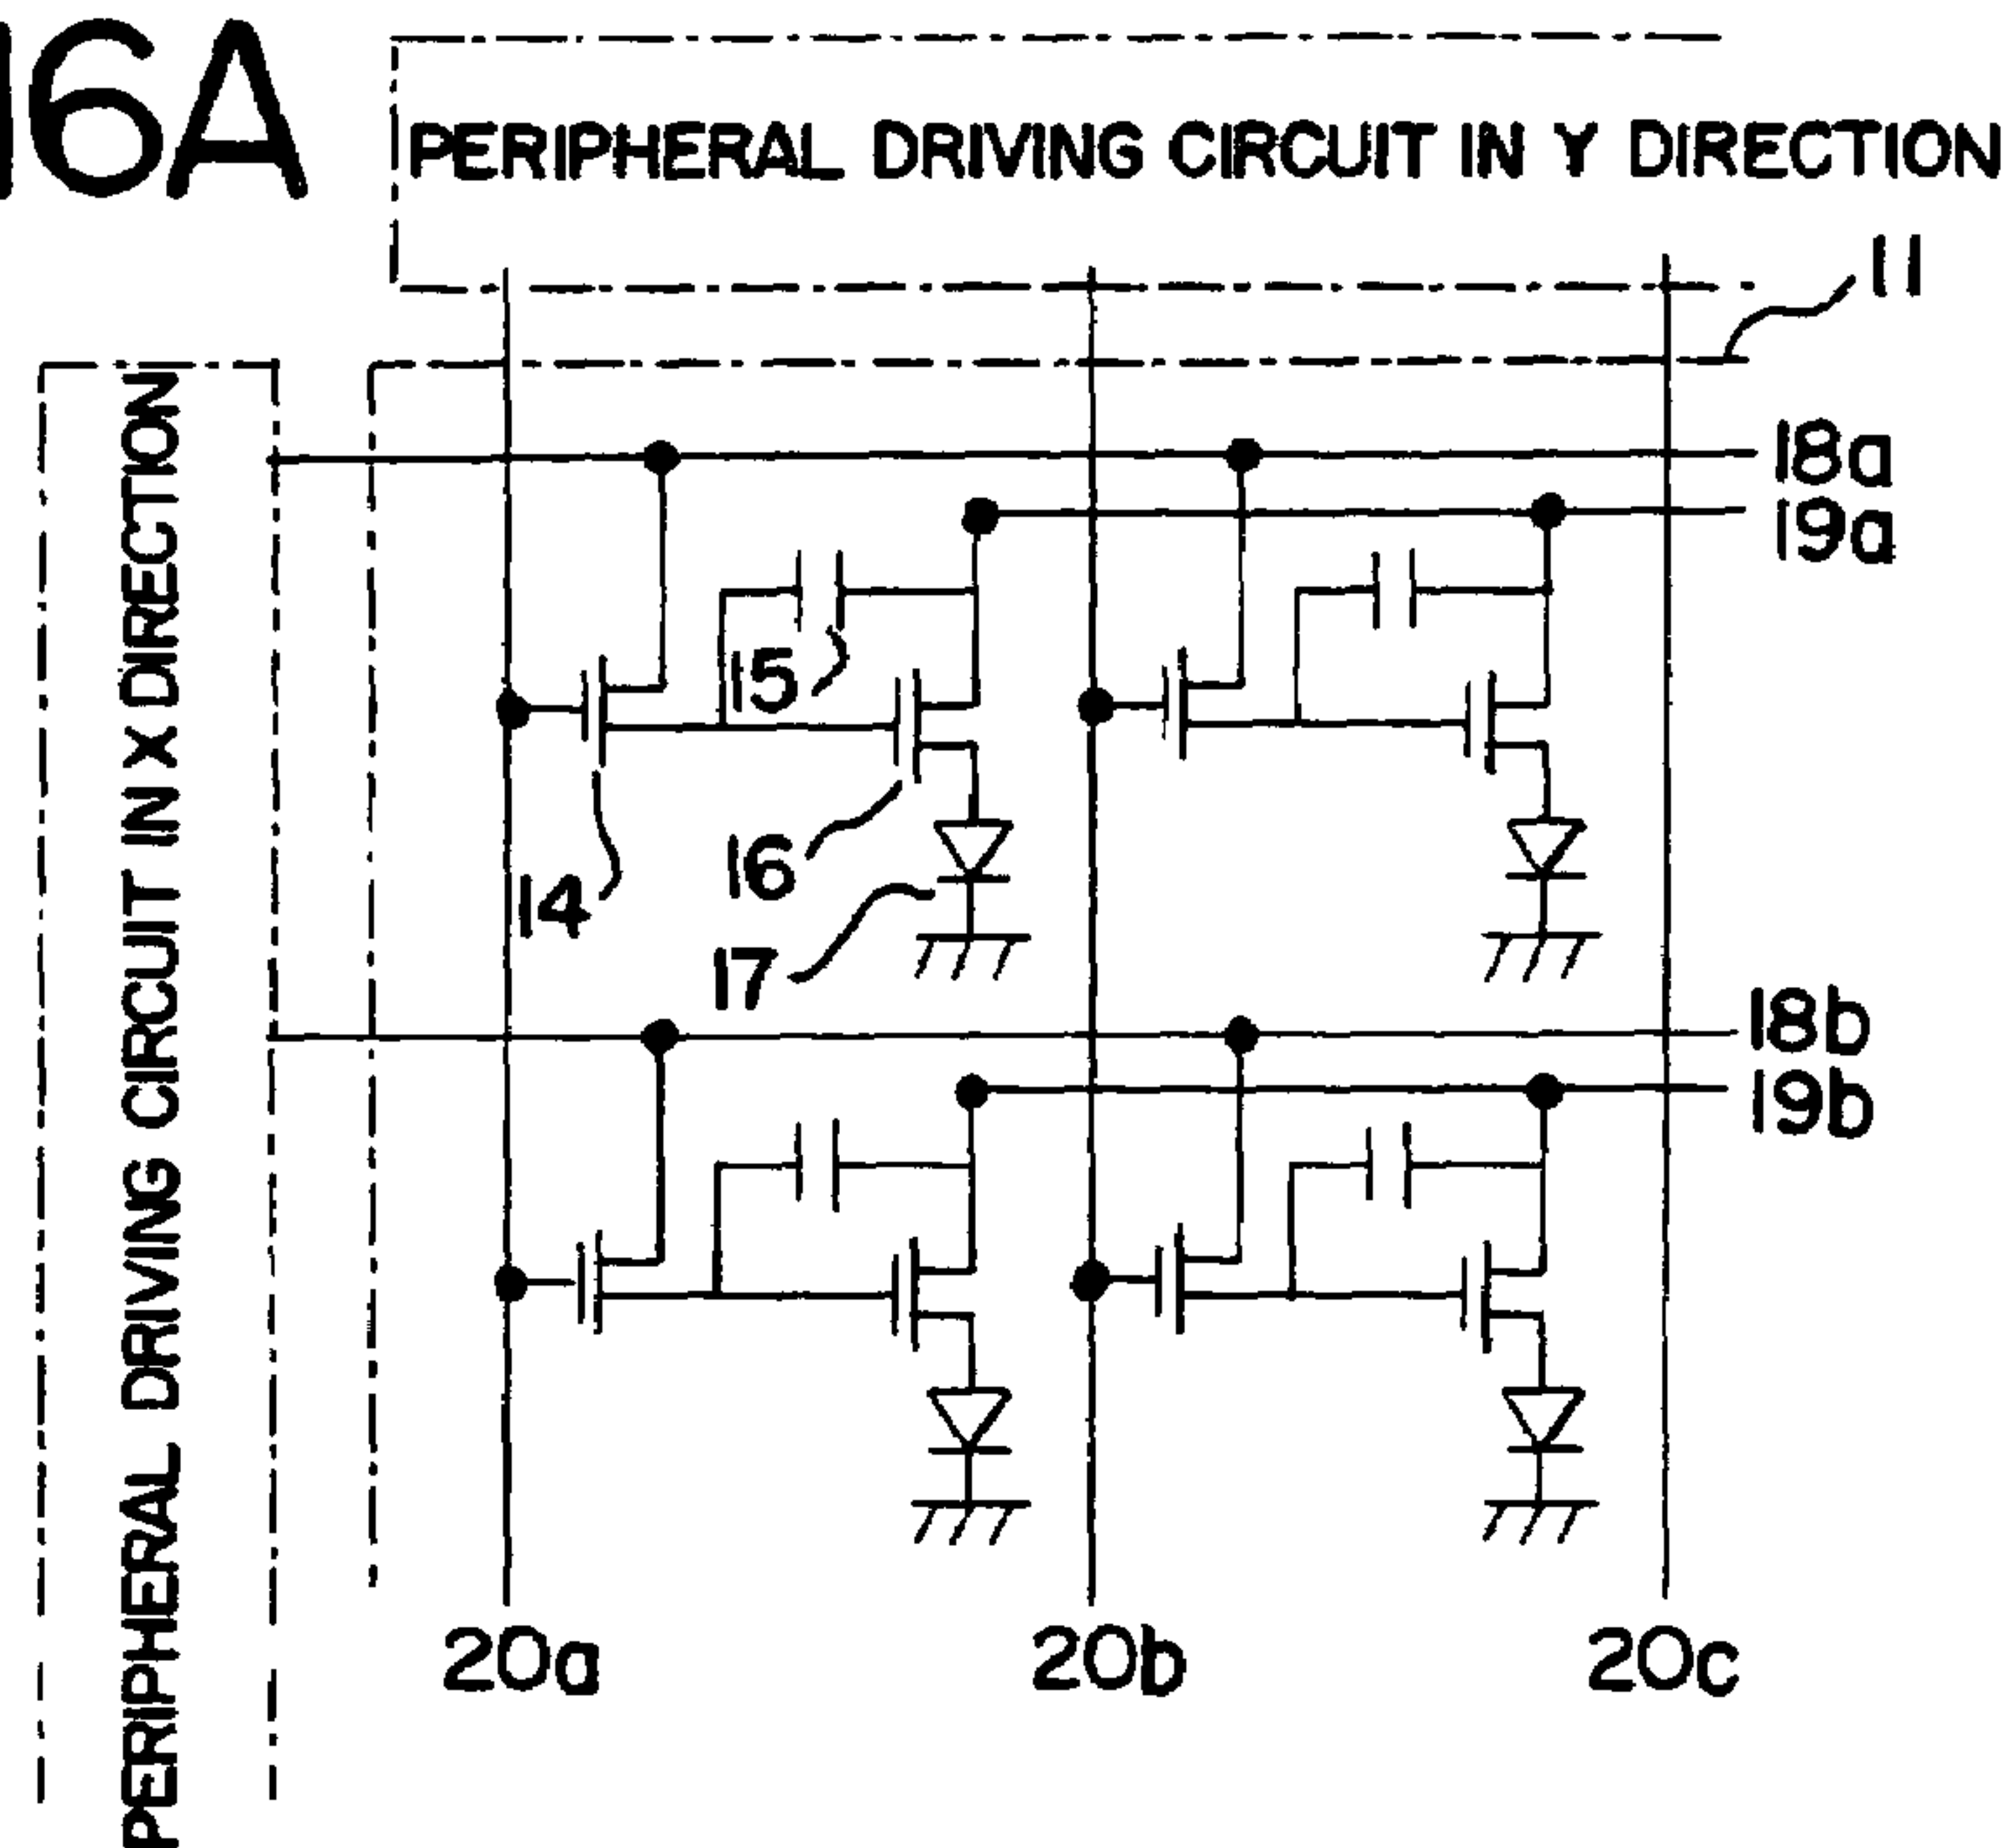 16A
PERIPHERAL DRIVING CIRCUIT IN Y DIRECTION
11
PERIPHERAL DRIVING CIRCUIT IN X DIRECTION
18a
19a
15
16
14
17
18b
19b
20a
20b
20c